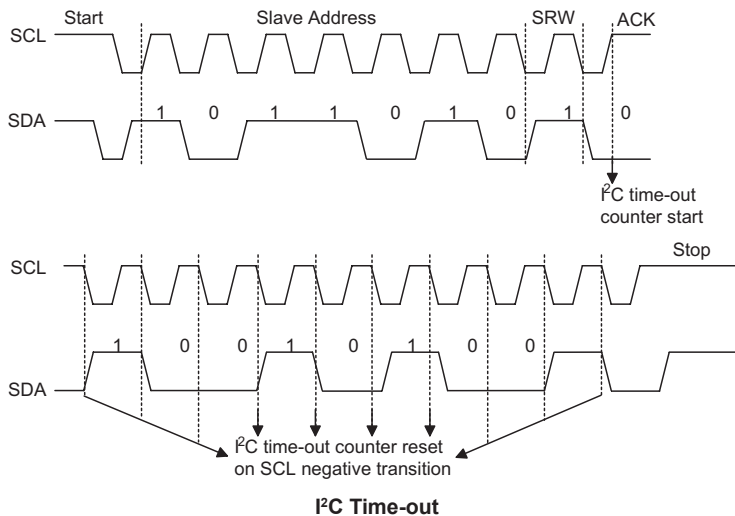 Start Slave Address SRW ACK
SCL
SDA 1 0 1 1 0 1 0 1 0
I²C time-out
counter start
SCL Stop
1 0 0 1 0 1 0 0
SDA
I²C time-out counter reset
on SCL negative transition
I²C Time-out